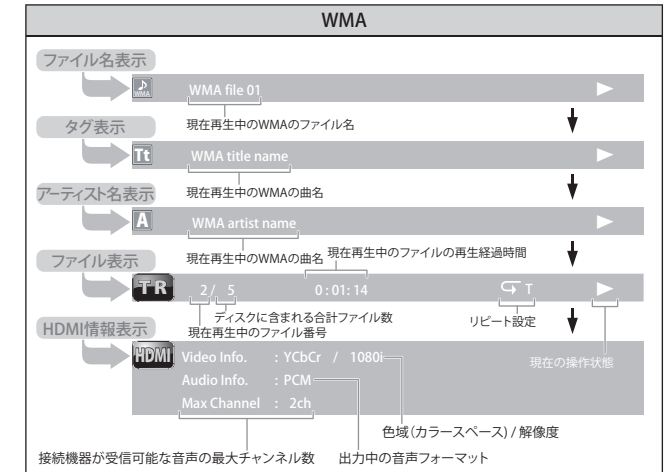 WMA
ファイル名表示
WMA
WMA file 01
現在再生中のWMAのファイル名
タグ表示
Tt
WMA title name
現在再生中のWMAの曲名
アーティスト名表示
A
WMA artist name
現在再生中のWMAの曲名
現在再生中のファイルの再生経過時間
ファイル表示
TR 2/ 5 0:01:14 T
ディスクに含まれる合計ファイル数
リピート設定
現在再生中のファイル番号
HDMI情報表示
現在の操作状態
HDMI Video Info. : YCbCr / 1080i
Audio Info. : PCM
Max Channel : 2ch
色域(カラースペース) / 解像度
接続機器が受信可能な音声の最大チャンネル数 出力中の音声フォーマット